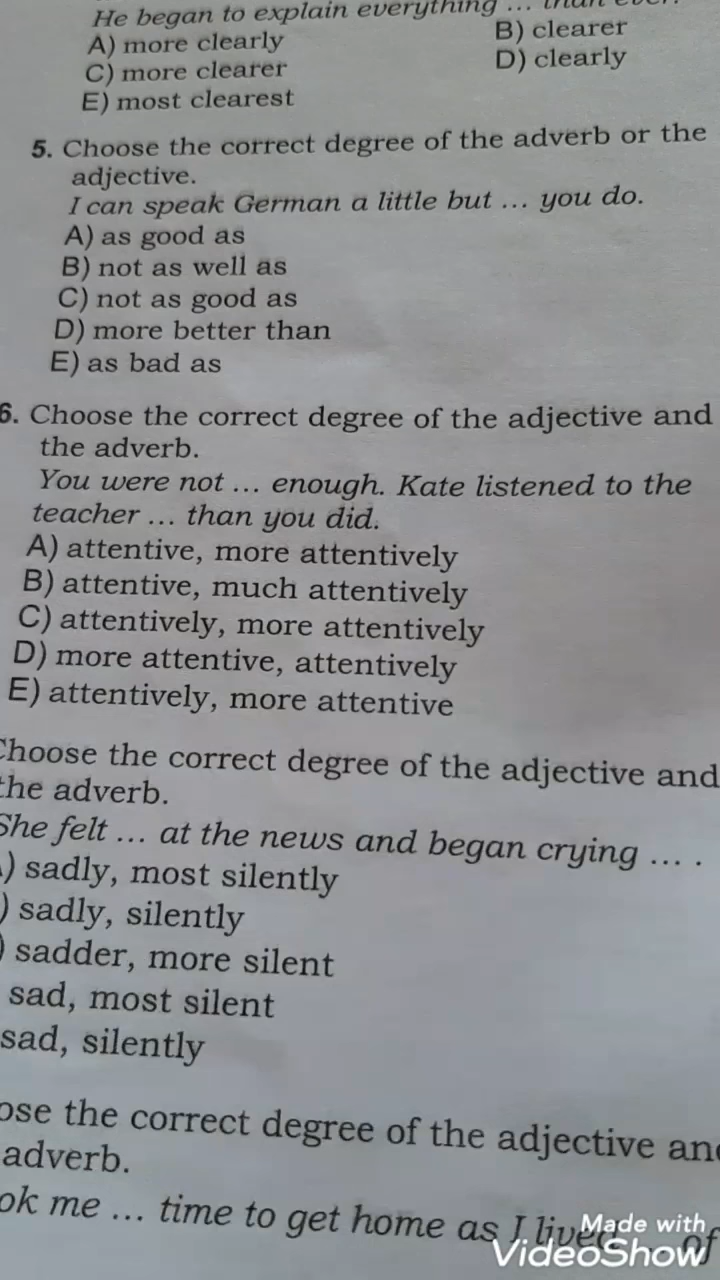 He began to explain everything ... than ever.
A) more clearly
B) clearer
C) more clearer
D) clearly
E) most clearest
5. Choose the correct degree of the adverb or the
adjective.
I can speak German a little but ... you do.
A) as good as
B) not as well as
C) not as good as
D) more better than
E) as bad as
6. Choose the correct degree of the adjective and
the adverb.
You were not ... enough. Kate listened to the
teacher ... than you did.
A) attentive, more attentively
B) attentive, much attentively
C) attentively, more attentively
D) more attentive, attentively
E) attentively, more attentive
Choose the correct degree of the adjective and
the adverb.
She felt ... at the news and began crying ... .
) sadly, most silently
) sadly, silently
) sadder, more silent
sad, most silent
sad, silently
ose the correct degree of the adjective and
adverb.
ok me ... time to get home as I lived ... of
Made with
VideoShow